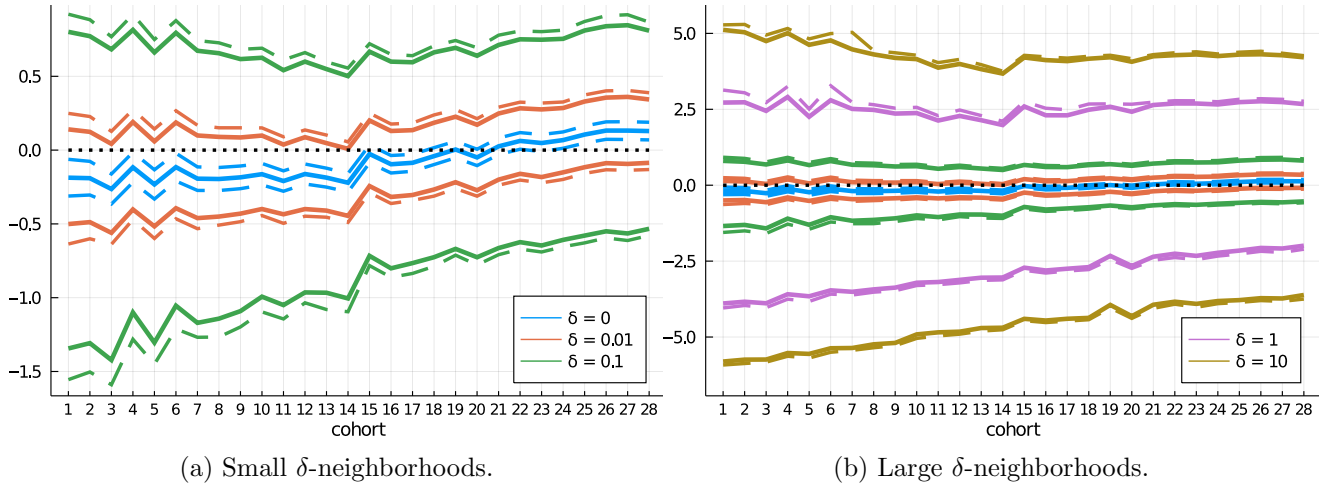 0.5
0.0
−0.5
−1.0
−1.5
δ = 0
δ = 0.01
δ = 0.1
1 2 3 4 5 6 7 8 9 10 11 12 13 14 15 16 17 18 19 20 21 22 23 24 25 26 27 28
cohort
(a) Small δ-neighborhoods.
5.0
2.5
0.0
−2.5
−5.0
δ = 1
δ = 10
1 2 3 4 5 6 7 8 9 10 11 12 13 14 15 16 17 18 19 20 21 22 23 24 25 26 27 28
cohort
(b) Large δ-neighborhoods.